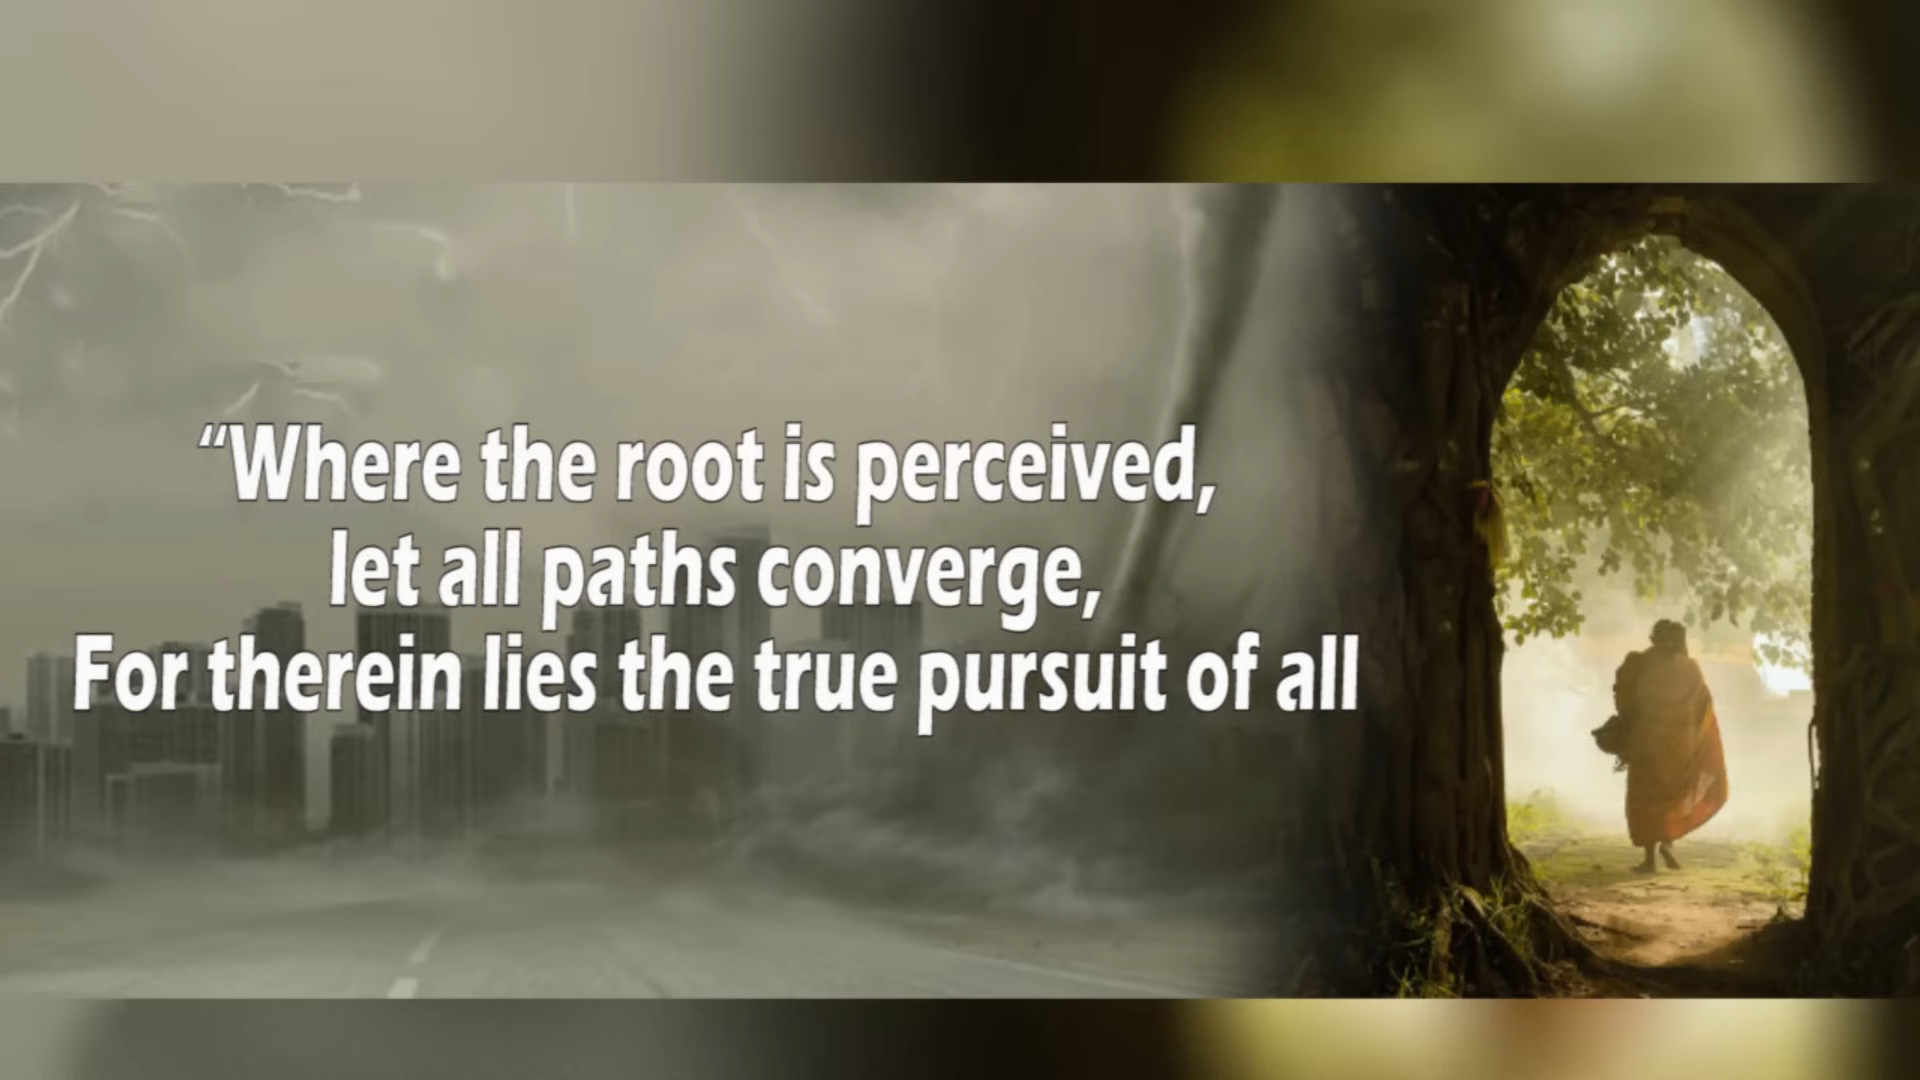 “Where the root is perceived,
let all paths converge,
For therein lies the true pursuit of all